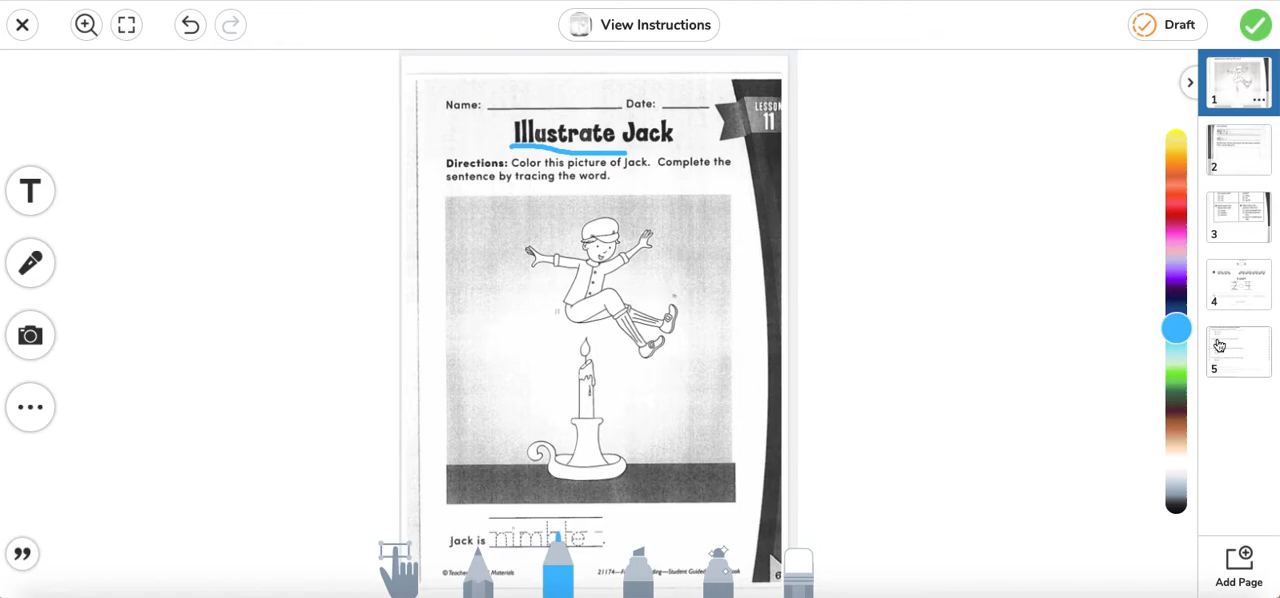 View Instructions
Draft
Name: Date:
LESSON
11
Illustrate Jack
Directions: Color this picture of Jack. Complete the
sentence by tracing the word.
Jack is nimble.
T
1
2
3
4
5
Add Page